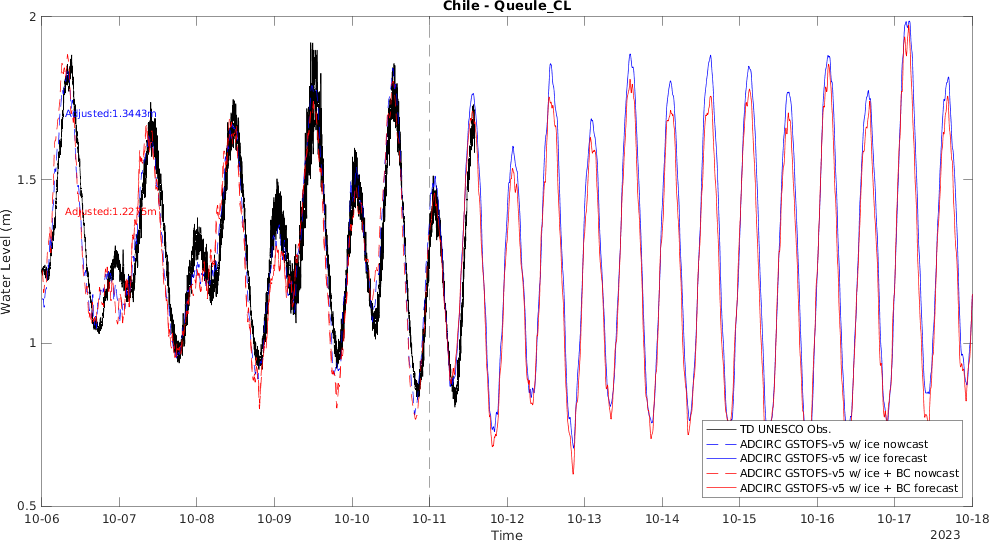 Chile - Queule_CL
2
1.5
1
0.5
Water Level (m)
Adjusted:1.3443m
Adjusted:1.2275m
TD UNESCO Obs.
ADCIRC GSTOFS-v5 w/ ice nowcast
ADCIRC GSTOFS-v5 w/ ice forecast
ADCIRC GSTOFS-v5 w/ ice + BC nowcast
ADCIRC GSTOFS-v5 w/ ice + BC forecast
10-06 10-07 10-08 10-09 10-10 10-11 10-12 10-13 10-14 10-15 10-16 10-17 10-18
Time
2023